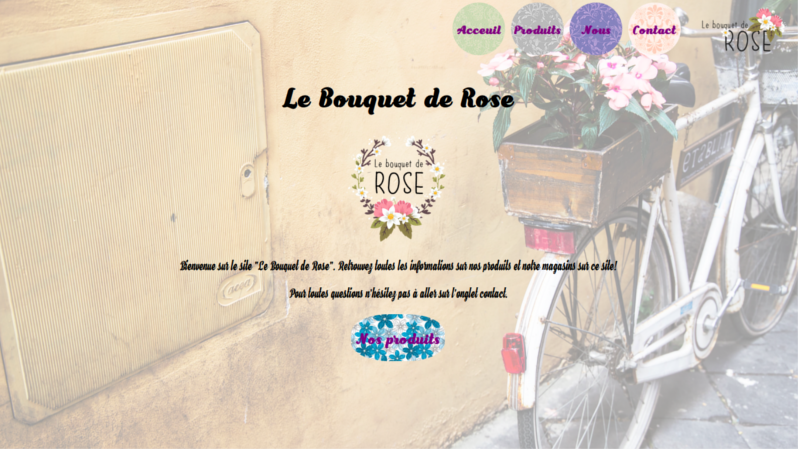 Acceuil Produits Nous Contact
Le bouquet de
ROSE
Le Bouquet de Rose
Le bouquet de
ROSE
Bienvenue sur le site "Le Bouquet de Rose". Retrouvez toutes les informations sur nos produits et notre magasins sur ce site!
Pour toutes questions n'hésitez pas à aller sur l'onglet contact.
Nos produits